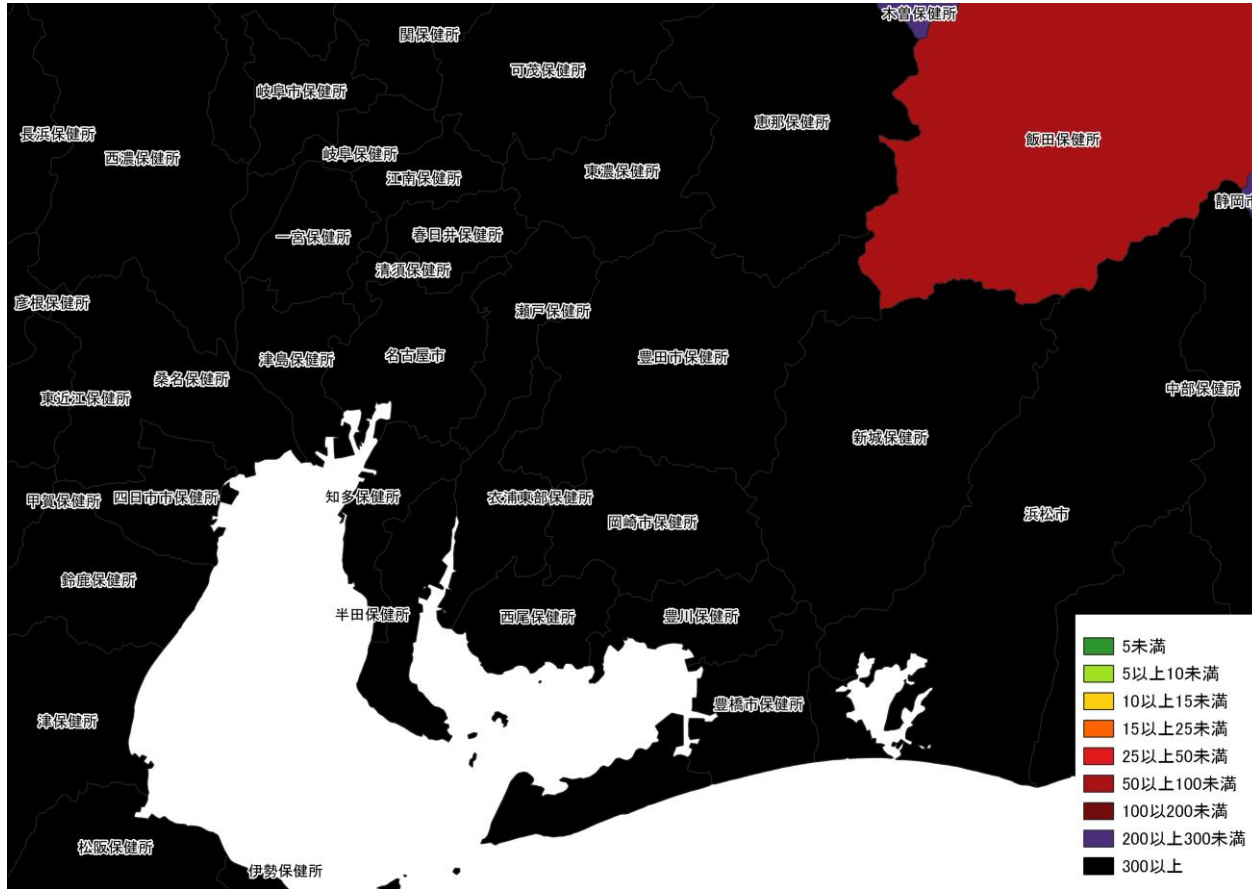 木曽保健所
関保健所
可茂保健所
岐阜市保健所
恵那保健所
長浜保健所
飯田保健所
西濃保健所
岐阜保健所
東濃保健所
江南保健所
静岡市
一宮保健所
春日井保健所
清須保健所
彦根保健所
瀬戸保健所
津島保健所
名古屋市
豊田市保健所
桑名保健所
中部保健所
東近江保健所
新城保健所
甲賀保健所
四日市市保健所
知多保健所
衣浦東部保健所
岡崎市保健所
浜松市
鈴鹿保健所
半田保健所
西尾保健所
豊川保健所
津保健所
豊橋市保健所
松阪保健所
伊勢保健所
5未満
5以上10未満
10以上15未満
15以上25未満
25以上50未満
50以上100未満
100以200未満
200以上300未満
300以上